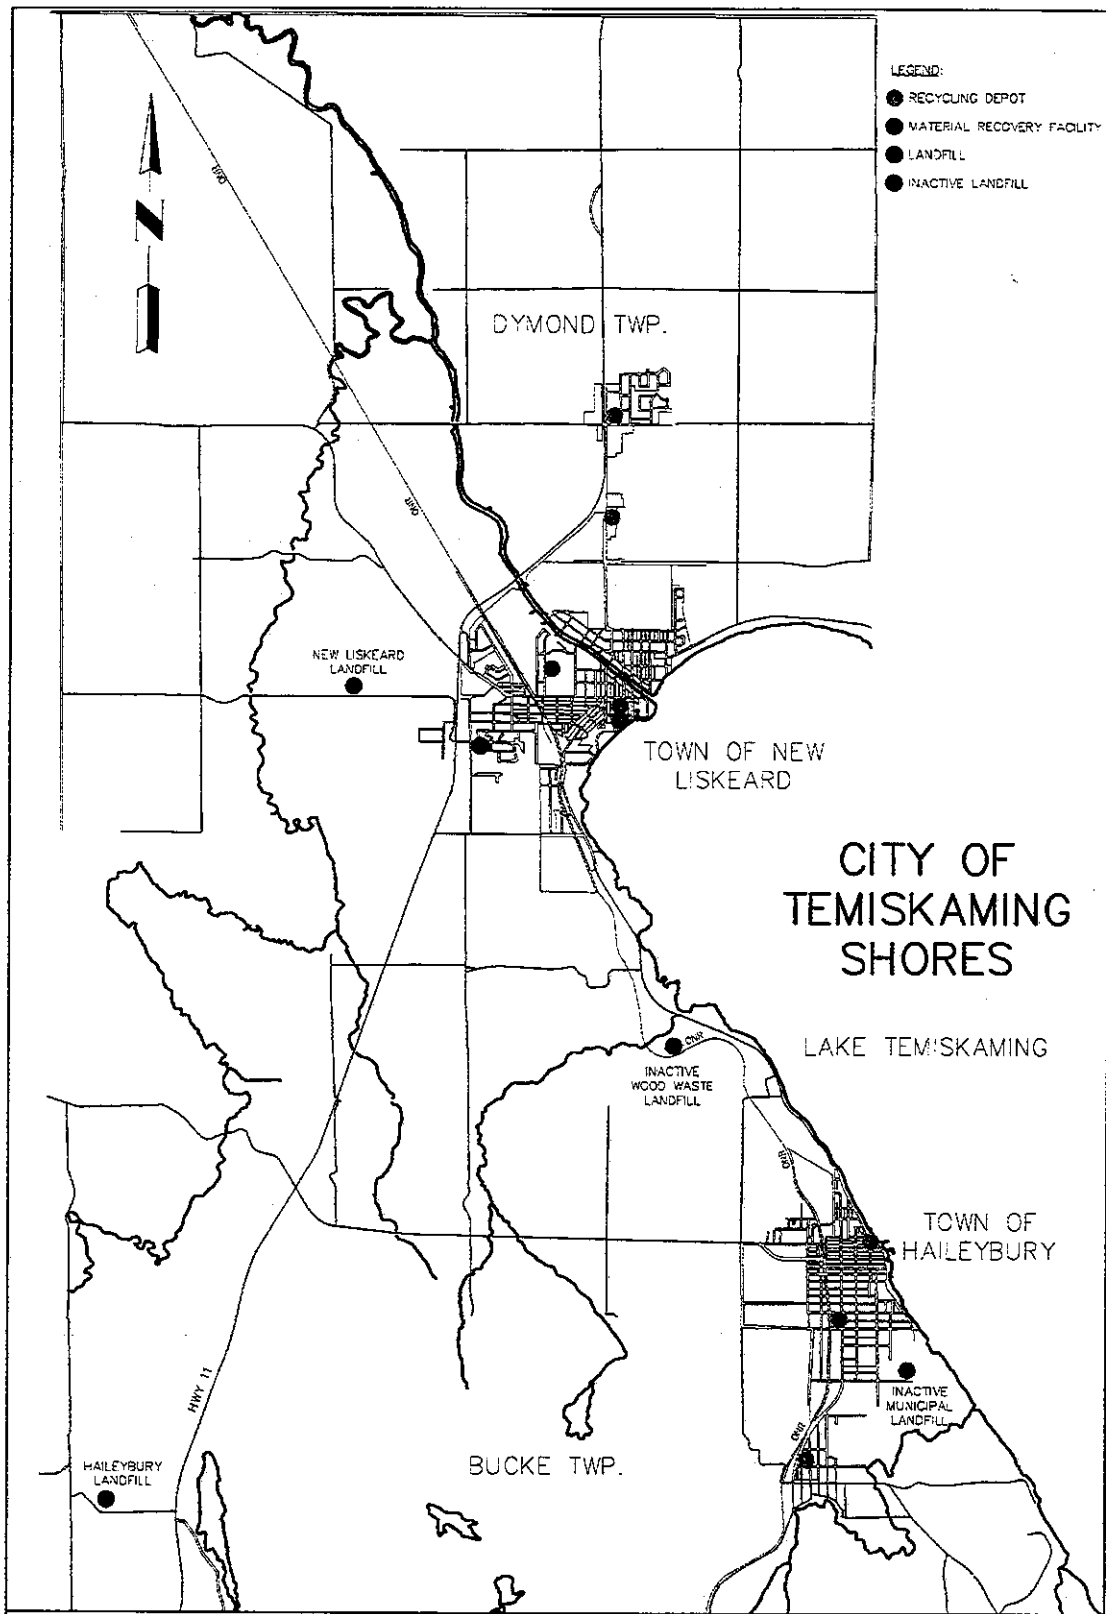 LEGEND:
RECYCLING DEPOT
MATERIAL RECOVERY FACILITY
LANDFILL
INACTIVE LANDFILL
N
ONR
DYMOND TWP.
ONR
NEW LISKEARD
LANDFILL
TOWN OF NEW
LISKEARD
CITY OF
TEMISKAMING
SHORES
LAKE TEMISKAMING
ONR
INACTIVE
WOOD WASTE
LANDFILL
ONR
TOWN OF
HAILEYBURY
HWY 11
INACTIVE
MUNICIPAL
LANDFILL
ONR
BUCKE TWP.
HAILEYBURY
LANDFILL